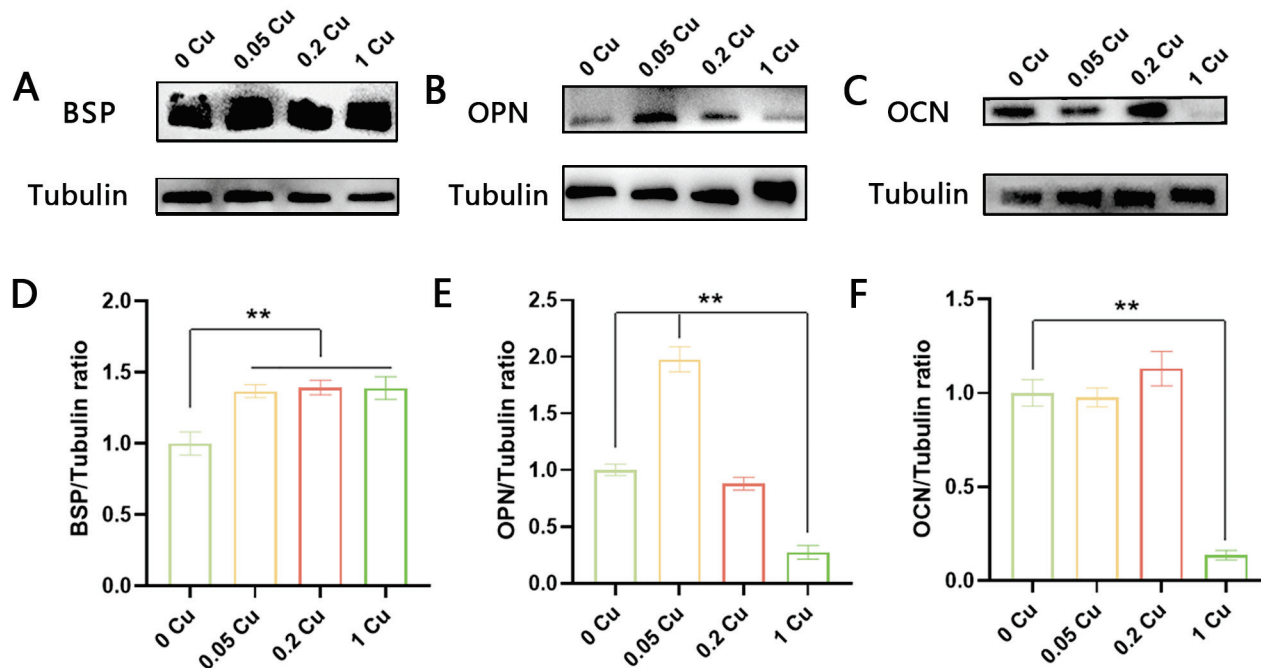 0 Cu 0.05 Cu 0.2 Cu 1 Cu
A
BSP
Tubulin
0 Cu 0.05 Cu 0.2 Cu 1 Cu
B
OPN
Tubulin
0 Cu 0.05 Cu 0.2 Cu 1 Cu
C
OCN
Tubulin
D
BSP/Tubulin ratio
2.0
1.5
1.0
0.5
0.0
**
0 Cu 0.05 Cu 0.2 Cu 1 Cu
E
OPN/Tubulin ratio
2.5
2.0
1.5
1.0
0.5
0.0
**
0 Cu 0.05 Cu 0.2 Cu 1 Cu
F
OCN/Tubulin ratio
1.5
1.0
0.5
0.0
**
0 Cu 0.05 Cu 0.2 Cu 1 Cu